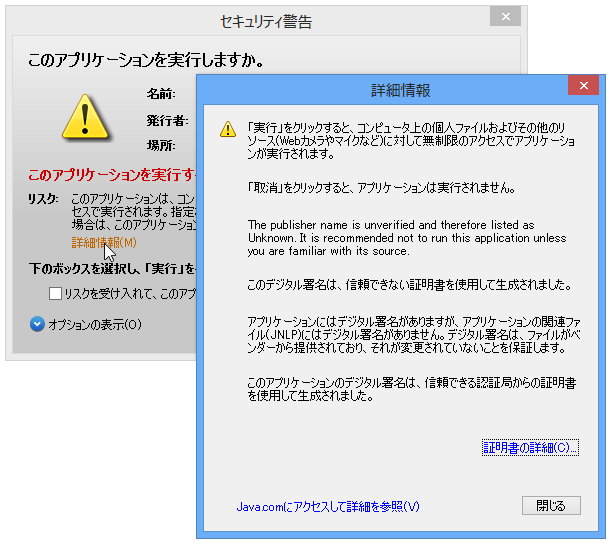 セキュリティ警告
このアプリケーションを実行しますか。
名前:
発行者:
場所:
このアプリケーションを実行す
リスク: このアプリケーションは、コン
セスで実行されます。指定
場合は、このアプリケーション
詳細情報(M)
下のボックスを選択し、「実行」を
リスクを受け入れて、このアプ
オプションの表示(O)
詳細情報
「実行」をクリックすると、コンピュータ上の個人ファイルおよびその他のリ
ソース(Webカメラやマイクなど)に対して無制限のアクセスでアプリケーショ
ンが実行されます。
「取消」をクリックすると、アプリケーションは実行されません。
The publisher name is unverified and therefore listed as
Unknown. It is recommended not to run this application unless
you are familiar with its source.
このデジタル署名は、信頼できない証明書を使用して生成されました。
アプリケーションにはデジタル署名がありますが、アプリケーションの関連ファ
イル(JNLP)にはデジタル署名がありません。デジタル署名は、ファイルがベ
ンダーから提供されており、それが変更されていないことを保証します。
このアプリケーションのデジタル署名は、信頼できる認証局からの証明書
を使用して生成されました。
証明書の詳細(C)...
Java.comにアクセスして詳細を参照(V)
閉じる